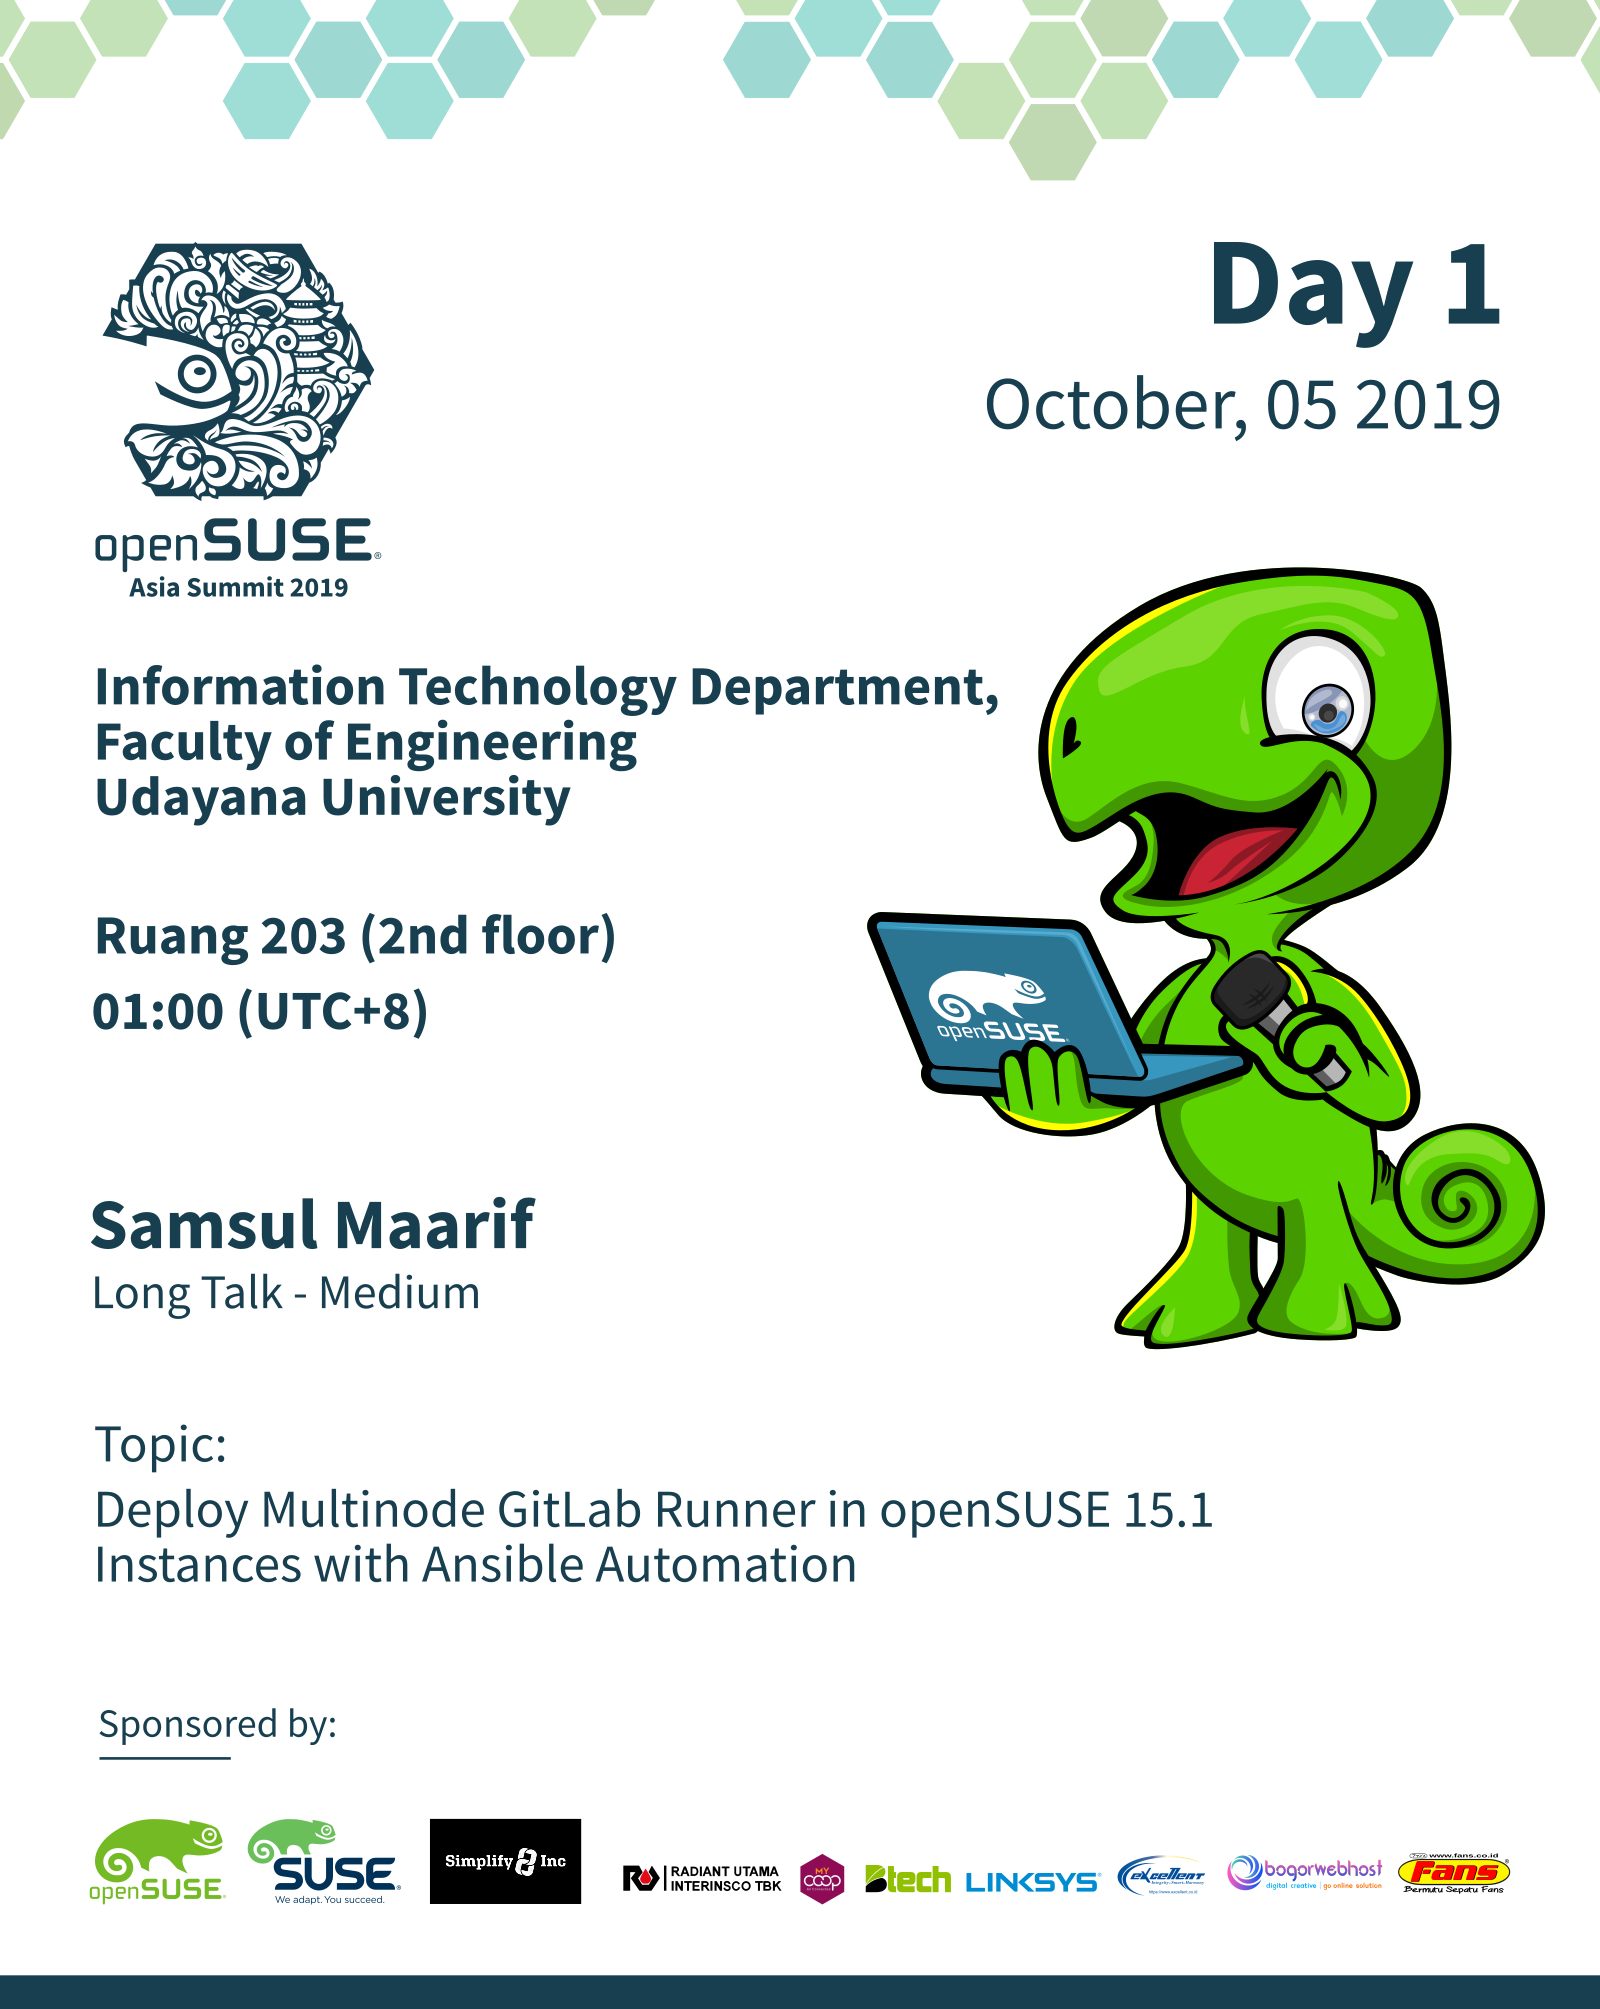 Day 1
October, 05 2019
openSUSE®
Asia Summit 2019
Information Technology Department,
Faculty of Engineering
Udayana University
Ruang 203 (2nd floor)
01:00 (UTC+8)
openSUSE
Samsul Maarif
Long Talk - Medium
Topic:
Deploy Multinode GitLab Runner in openSUSE 15.1
Instances with Ansible Automation
Sponsored by:
openSUSE
SUSE®
We adapt. You succeed.
Simplify Inc
RADIANT UTAMA
INTERINSCO TBK
MY
COOP
Btech
LINKSYS
eXcellent
bogorwebhost
digital creative | go online solution
www.fans.co.id
Fans®
Bermutu Sepatu Fans